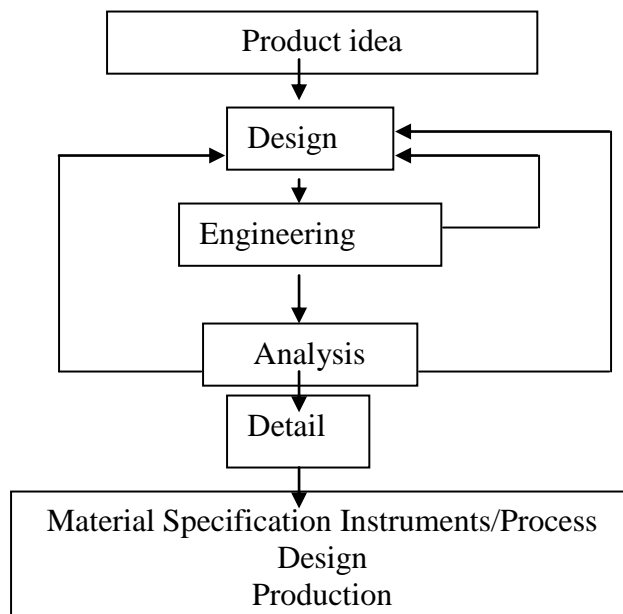 Product idea
Design
Engineering
Analysis
Detail
Material Specification Instruments/Process
Design
Production